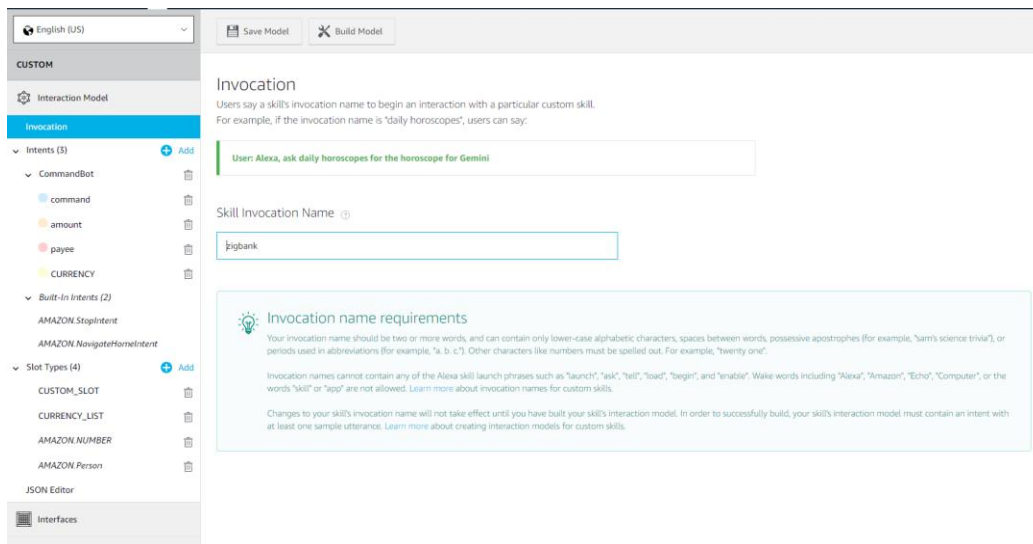 English (US)
Save Model
Build Model
CUSTOM
Interaction Model
Invocation
Intents (3)
Add
CommandBot
command
amount
payee
CURRENCY
Built-In Intents (2)
AMAZON.StopIntent
AMAZON.NavigateHomeIntent
Slot Types (4)
Add
CUSTOM_SLOT
CURRENCY_LIST
AMAZON.NUMBER
AMAZON.Person
JSON Editor
Interfaces
Invocation
Users say a skill's invocation name to begin an interaction with a particular custom skill.
For example, if the invocation name is "daily horoscopes", users can say:
User: Alexa, ask daily horoscopes for the horoscope for Gemini
Skill Invocation Name ?
zigbank
Invocation name requirements
Your invocation name should be two or more words, and can contain only lower-case alphabetic characters, spaces between words, possessive apostrophes (for example, "sam's science trivia"), or
periods used in abbreviations (for example, "a. b. c."). Other characters like numbers must be spelled out. For example, "twenty one".
Invocation names cannot contain any of the Alexa skill launch phrases such as "launch", "ask", "tell", "load", "begin", and "enable". Wake words including "Alexa", "Amazon", "Echo", "Computer", or the
words "skill" or "app" are not allowed. Learn more about invocation names for custom skills.
Changes to your skill's invocation name will not take effect until you have built your skill's interaction model. In order to successfully build, your skill's interaction model must contain an intent with
at least one sample utterance. Learn more about creating interaction models for custom skills.